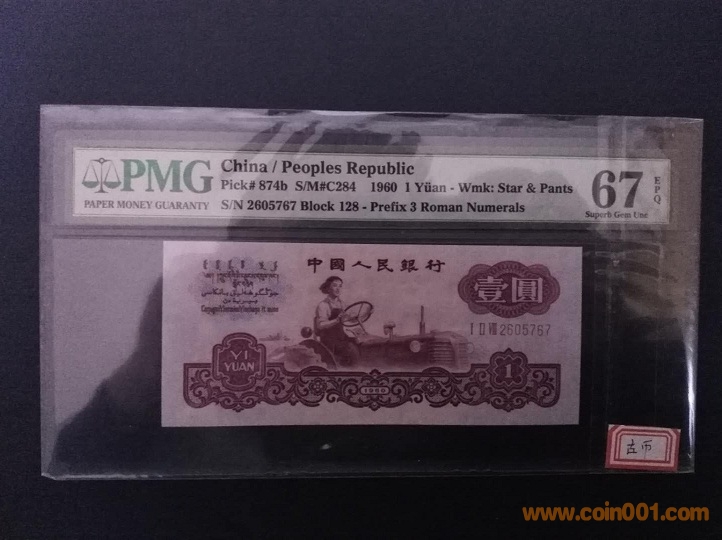 PMG
PAPER MONEY GUARANTY
China / Peoples Republic
Pick# 874b S/M#C284 1960 1 Yüan - Wmk: Star & Pants
S/N 2605767 Block 128 - Prefix 3 Roman Numerals
67 EPQ
Superb Gem Unc
中國人民銀行
壹圓
I II VIII 2605767
YI
YUAN
1960
1
古币
www.coin001.com